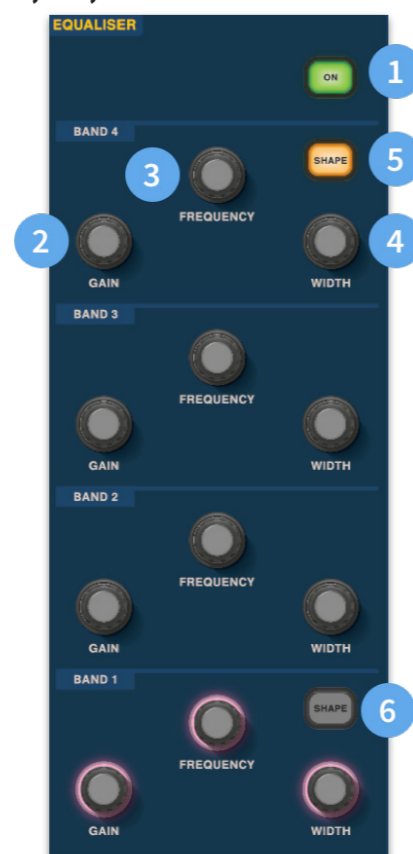 EQUALISER
ON
1
BAND 4
SHAPE
5
3
FREQUENCY
2
4
GAIN
WIDTH
BAND 3
FREQUENCY
GAIN
WIDTH
BAND 2
FREQUENCY
GAIN
WIDTH
BAND 1
SHAPE
6
FREQUENCY
GAIN
WIDTH